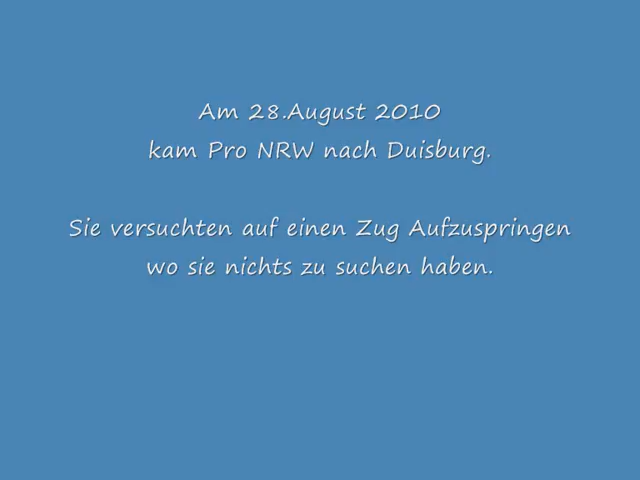 Am 28.August 2010
kam Pro NRW nach Duisburg.
Sie versuchten auf einen Zug Aufzuspringen
wo sie nichts zu suchen haben.